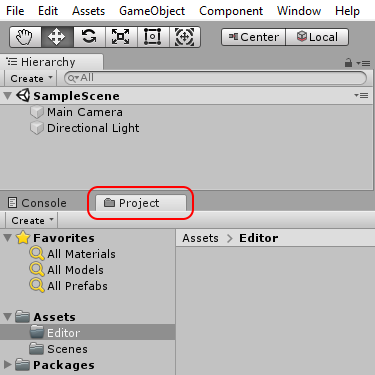 File Edit Assets GameObject Component Window Help
Center Local
Hierarchy
Create All
SampleScene
Main Camera
Directional Light
Console Project
Create
Favorites
All Materials
All Models
All Prefabs
Assets
Editor
Scenes
Packages
Assets > Editor